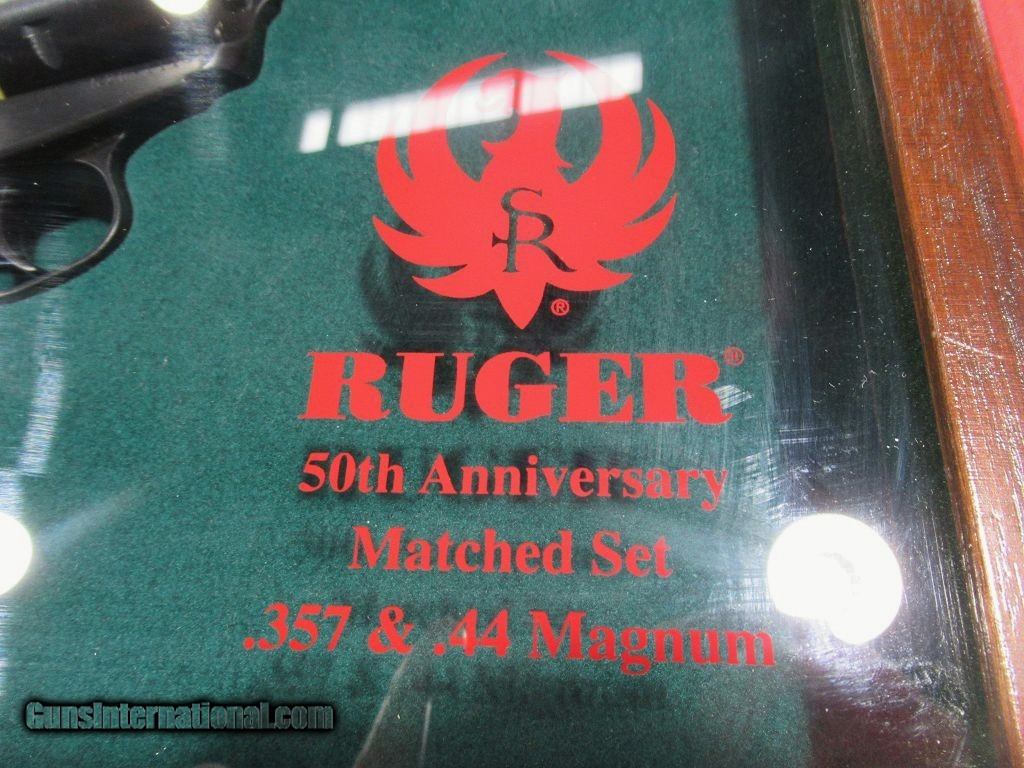 SR
®
RUGER®
50th Anniversary
Matched Set
.357 & .44 Magnum
GunsInternational.com